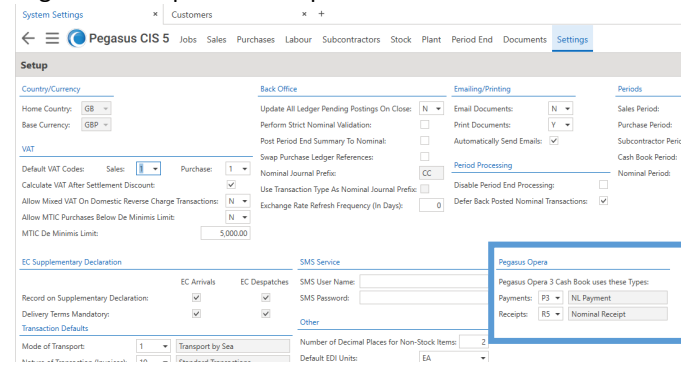 System Settings × Customers × +
Pegasus CIS 5 Jobs Sales Purchases Labour Subcontractors Stock Plant Period End Documents Settings
Setup
Country/Currency
Home Country: GB
Base Currency: GBP
VAT
Default VAT Codes: Sales: 1 Purchase: 1
Calculate VAT After Settlement Discount:
Allow Mixed VAT On Domestic Reverse Charge Transactions: N
Allow MTIC Purchases Below De Minimis Limit: N
MTIC De Minimis Limit: 5,000.00
Back Office
Update All Ledger Pending Postings On Close: N
Perform Strict Nominal Validation:
Post Period End Summary To Nominal:
Swap Purchase Ledger References:
Nominal Journal Prefix: CC
Use Transaction Type As Nominal Journal Prefix:
Exchange Rate Refresh Frequency (In Days): 0
Emailing/Printing
Email Documents: N
Print Documents: Y
Automatically Send Emails:
Period Processing
Disable Period End Processing:
Defer Back Posted Nominal Transactions:
Periods
Sales Period:
Purchase Period:
Subcontractor
Cash Book Period:
Nominal Period:
EC Supplementary Declaration
EC Arrivals EC Despatches
Record on Supplementary Declaration:
Delivery Terms Mandatory:
Transaction Defaults
Mode of Transport: 1 Transport by Sea
SMS Service
SMS User Name:
SMS Password:
Other
Number of Decimal Places for Non-Stock Items: 2
Default EDI Units: EA
Pegasus Opera
Pegasus Opera 3 Cash Book uses these Types:
Payments: P3 NL Payment
Receipts: R5 Nominal Receipt